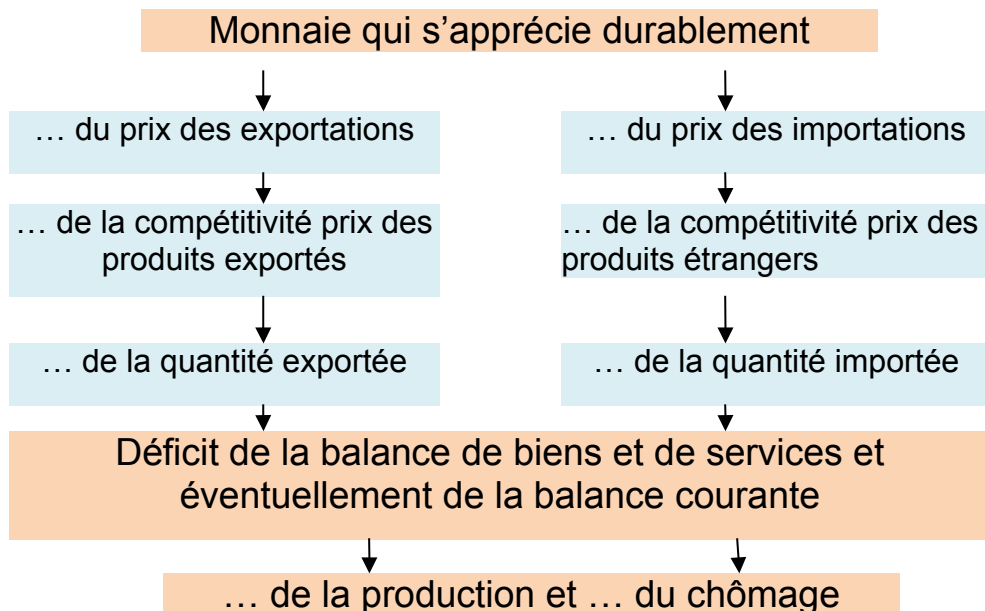 Monnaie qui s’apprécie durablement
… du prix des exportations
… du prix des importations
… de la compétitivité prix des
produits exportés
… de la compétitivité prix des
produits étrangers
… de la quantité exportée
… de la quantité importée
Déficit de la balance de biens et de services et
éventuellement de la balance courante
… de la production et … du chômage